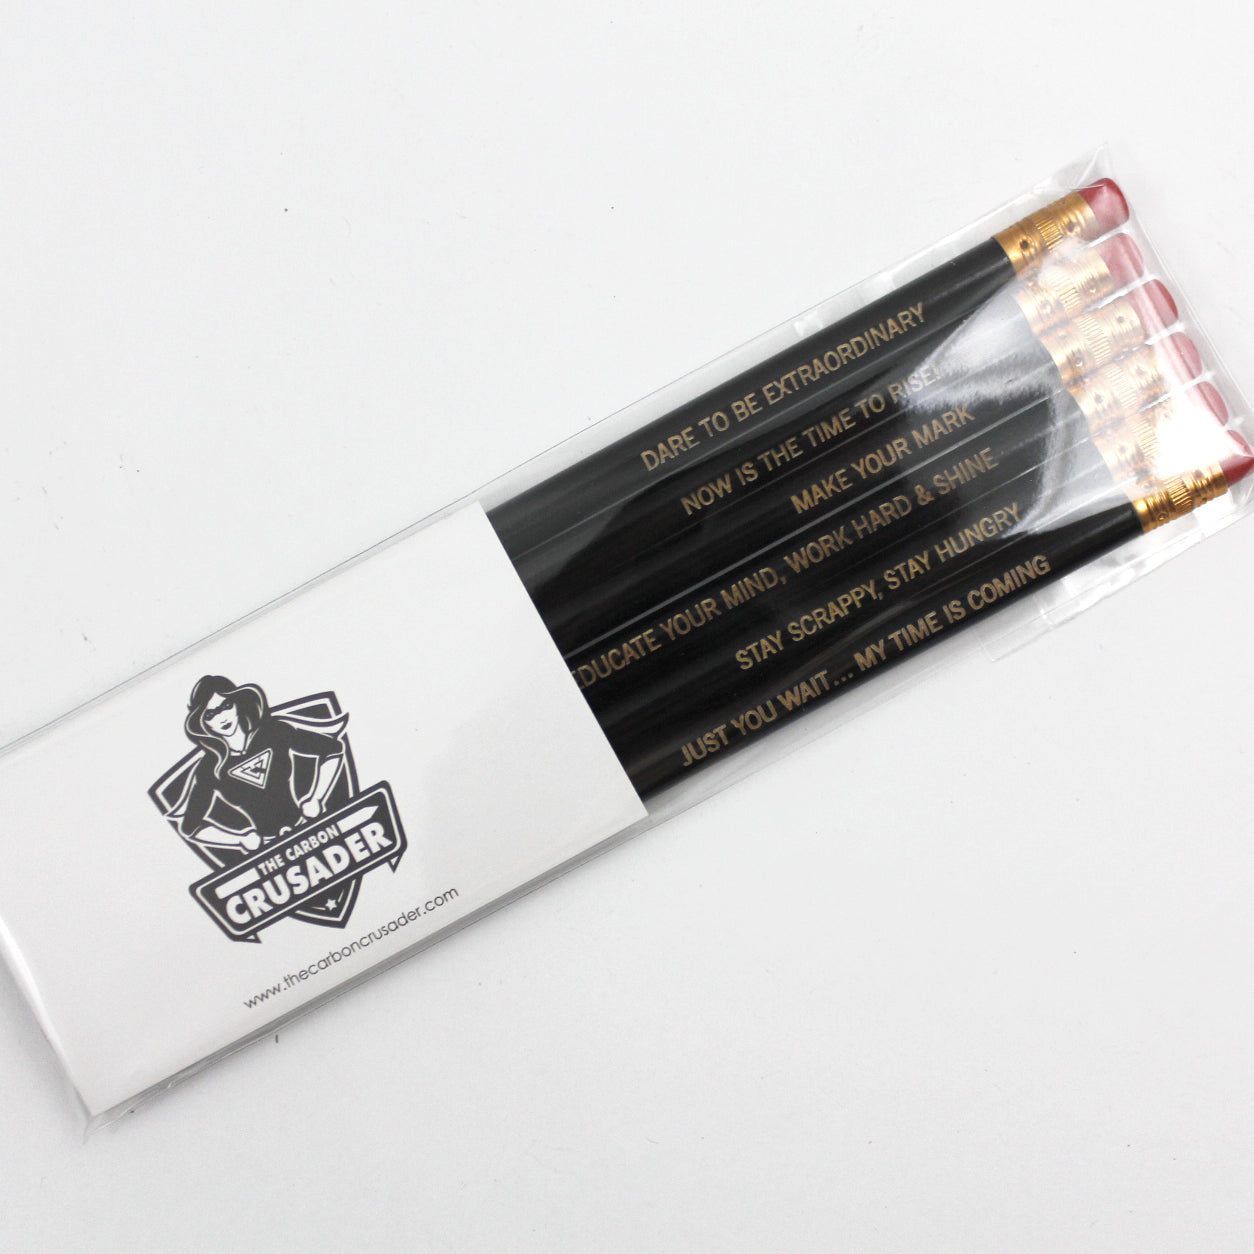 DARE TO BE EXTRAORDINARY
NOW IS THE TIME TO RISE!
MAKE YOUR MARK
EDUCATE YOUR MIND, WORK HARD & SHINE
STAY SCRAPPY, STAY HUNGRY
JUST YOU WAIT... MY TIME IS COMING
THE CARBON
CRUSADER
www.thecarboncrusader.com